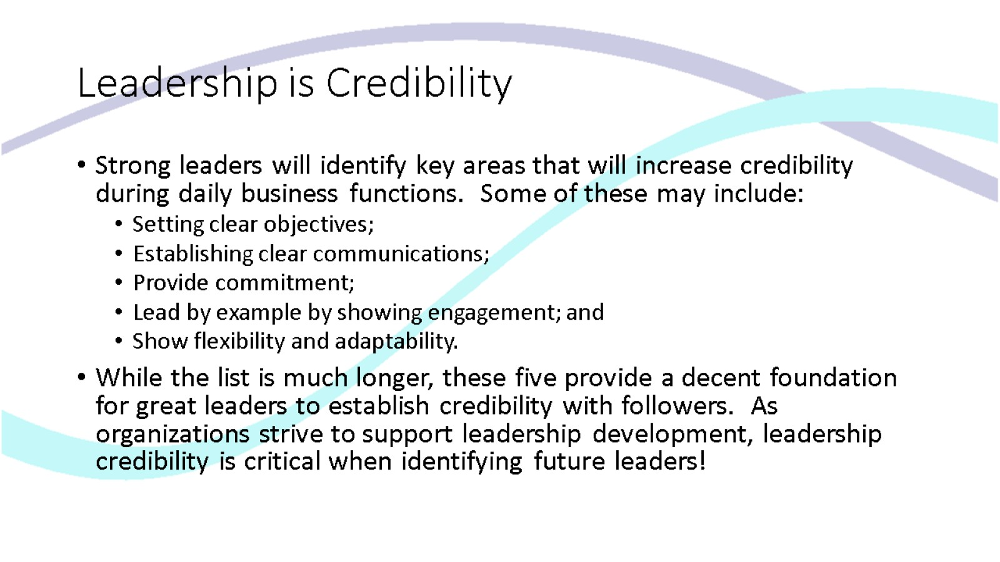 Leadership is Credibility
• Strong leaders will identify key areas that will increase credibility
during daily business functions.  Some of these may include:
• Setting clear objectives;
• Establishing clear communications;
• Provide commitment;
• Lead by example by showing engagement; and
• Show flexibility and adaptability.
• While the list is much longer, these five provide a decent foundation
for great leaders to establish credibility with followers.  As
organizations strive to support leadership development, leadership
credibility is critical when identifying future leaders!